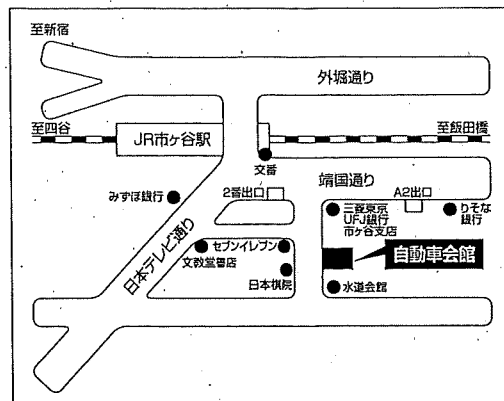 至新宿
外堀通り
至四谷
JR市ヶ谷駅
至飯田橋
交番
靖国通り
みずほ銀行
2番出口
A2出口
三菱東京
UFJ銀行
市ヶ谷支店
りそな
銀行
日本テレビ通り
セブンイレブン
文教堂書店
自動車会館
日本棋院
水道会館